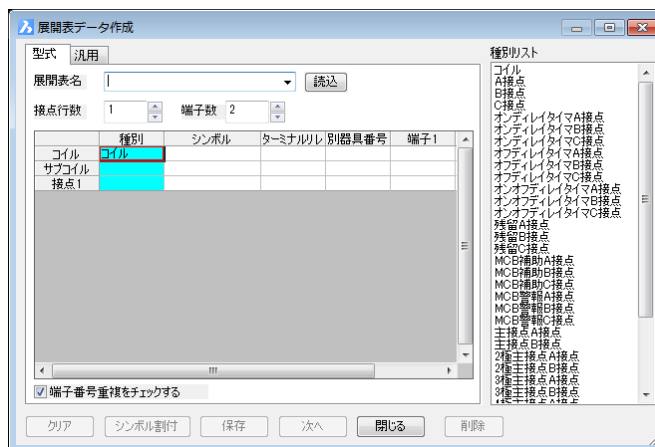 展開表データ作成
型式 汎用
展開表名 読込
接点行数 1 端子数 2
種別 シンボル ターミナルリレ 別器具番号 端子1
コイル コイル
サブコイル
接点1
端子番号重複をチェックする
クリア シンボル割付 保存 次へ 閉じる 削除
種別リスト
コイル
A接点
B接点
C接点
オンディレイタイマA接点
オンディレイタイマB接点
オンディレイタイマC接点
オフディレイタイマA接点
オフディレイタイマB接点
オフディレイタイマC接点
オンオフディレイタイマA接点
オンオフディレイタイマB接点
オンオフディレイタイマC接点
残留A接点
残留B接点
残留C接点
MCB補助A接点
MCB補助B接点
MCB補助C接点
MCB警報A接点
MCB警報B接点
MCB警報C接点
主接点A接点
主接点B接点
2極主接点A接点
2極主接点B接点
3極主接点A接点
3極主接点B接点
4極主接点A接点